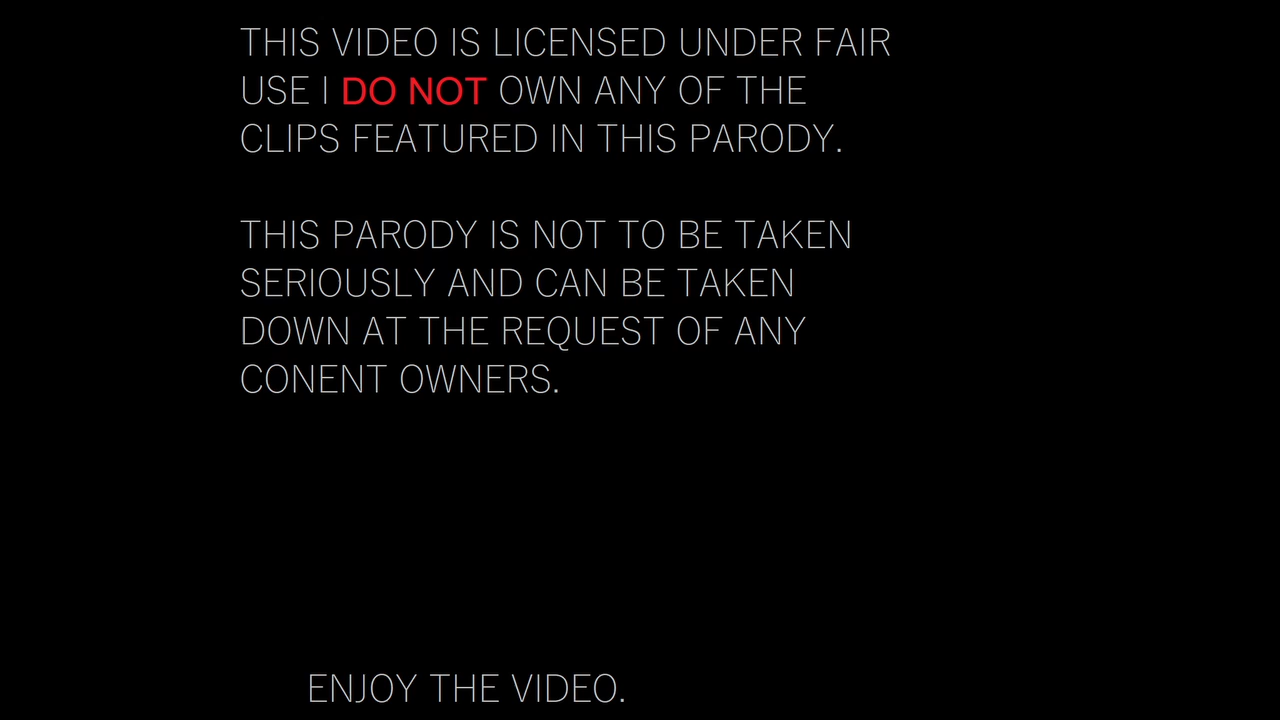 THIS VIDEO IS LICENSED UNDER FAIR
USE I DO NOT OWN ANY OF THE
CLIPS FEATURED IN THIS PARODY.
THIS PARODY IS NOT TO BE TAKEN
SERIOUSLY AND CAN BE TAKEN
DOWN AT THE REQUEST OF ANY
CONENT OWNERS.
ENJOY THE VIDEO.